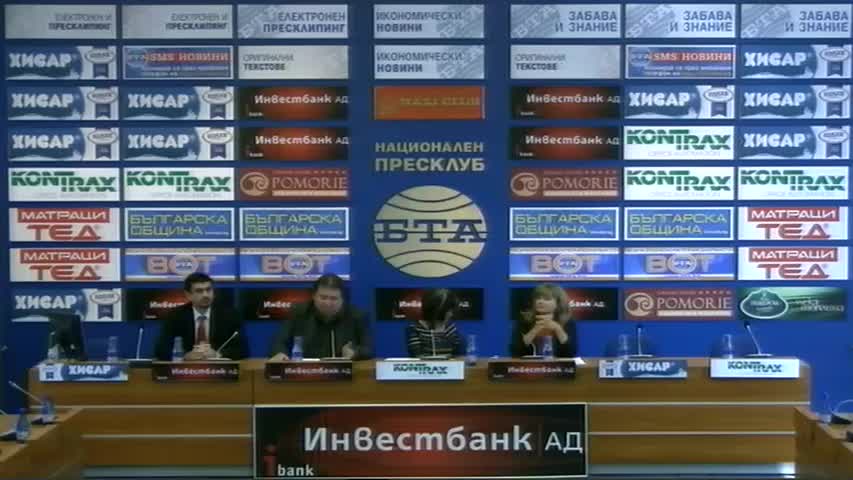 ЕЛЕКТРОНЕН
ПРЕСКЛИПИНГ
ЕЛЕКТРОНЕН
ПРЕСКЛИПИНГ
ИКОНОМИЧЕСКИ
НОВИНИ
ЗАБАВА
И ЗНАНИЕ
ЗАБАВА
И ЗНАНИЕ
ХИСАР
SMS НОВИНИ
ОРИГИНАЛНИ
ТЕКСТОВЕ
ИКОНОМИЧЕСКИ
НОВИНИ
ОРИГИНАЛНИ
ТЕКСТОВЕ
SMS НОВИНИ
ХИСАР
ХИСАР
ХИСАР
ИНВЕСТБАНК АД
ИНВЕСТБАНК АД
ХИСАР
ХИСАР
ХИСАР
ХИСАР
ИНВЕСТБАНК АД
НАЦИОНАЛЕН
ПРЕСКЛУБ
ИНВЕСТБАНК АД
KONTRAX
ХИСАР
KONTRAX
KONTRAX
POMORIE
POMORIE
KONTRAX
KONTRAX
МАТРАЦИ
ТЕД
БЪЛГАРСКА
ОБЩИНА
БЪЛГАРСКА
ОБЩИНА
БТА
БЪЛГАРСКА
ОБЩИНА
БЪЛГАРСКА
ОБЩИНА
МАТРАЦИ
ТЕД
МАТРАЦИ
ТЕД
ВОТ
ВОТ
ВОТ
ВОТ
МАТРАЦИ
ТЕД
ХИСАР
POMORIE
ХИСАР
ИНВЕСТБАНК АД
ИНВЕСТБАНК АД
KONTRAX
ИНВЕСТБАНК АД
ХИСАР
KONTRAX
ИНВЕСТБАНК АД
ibank